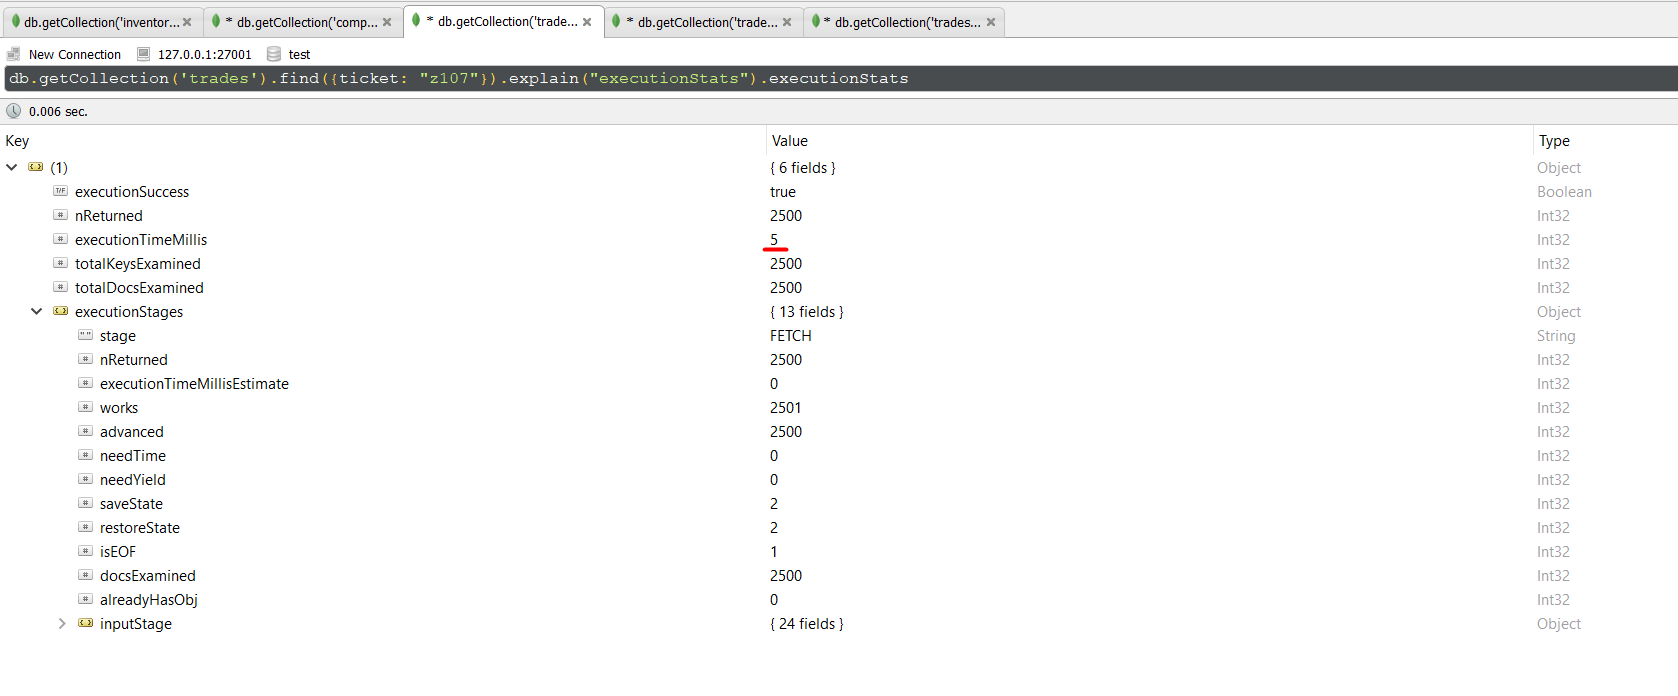 db.getCollection('inventor... × * db.getCollection('comp... × * db.getCollection('trade... × * db.getCollection('trade... × * db.getCollection('trades... ×
New Connection 127.0.0.1:27001 test
db.getCollection('trades').find({ticket: "z107"}).explain("executionStats").executionStats
0.006 sec.
Key Value Type
(1) { 6 fields } Object
T/F executionSuccess true Boolean
# nReturned 2500 Int32
# executionTimeMillis 5 Int32
# totalKeysExamined 2500 Int32
# totalDocsExamined 2500 Int32
executionStages { 13 fields } Object
"" stage FETCH String
# nReturned 2500 Int32
# executionTimeMillisEstimate 0 Int32
# works 2501 Int32
# advanced 2500 Int32
# needTime 0 Int32
# needYield 0 Int32
# saveState 2 Int32
# restoreState 2 Int32
# isEOF 1 Int32
# docsExamined 2500 Int32
# alreadyHasObj 0 Int32
inputStage { 24 fields } Object